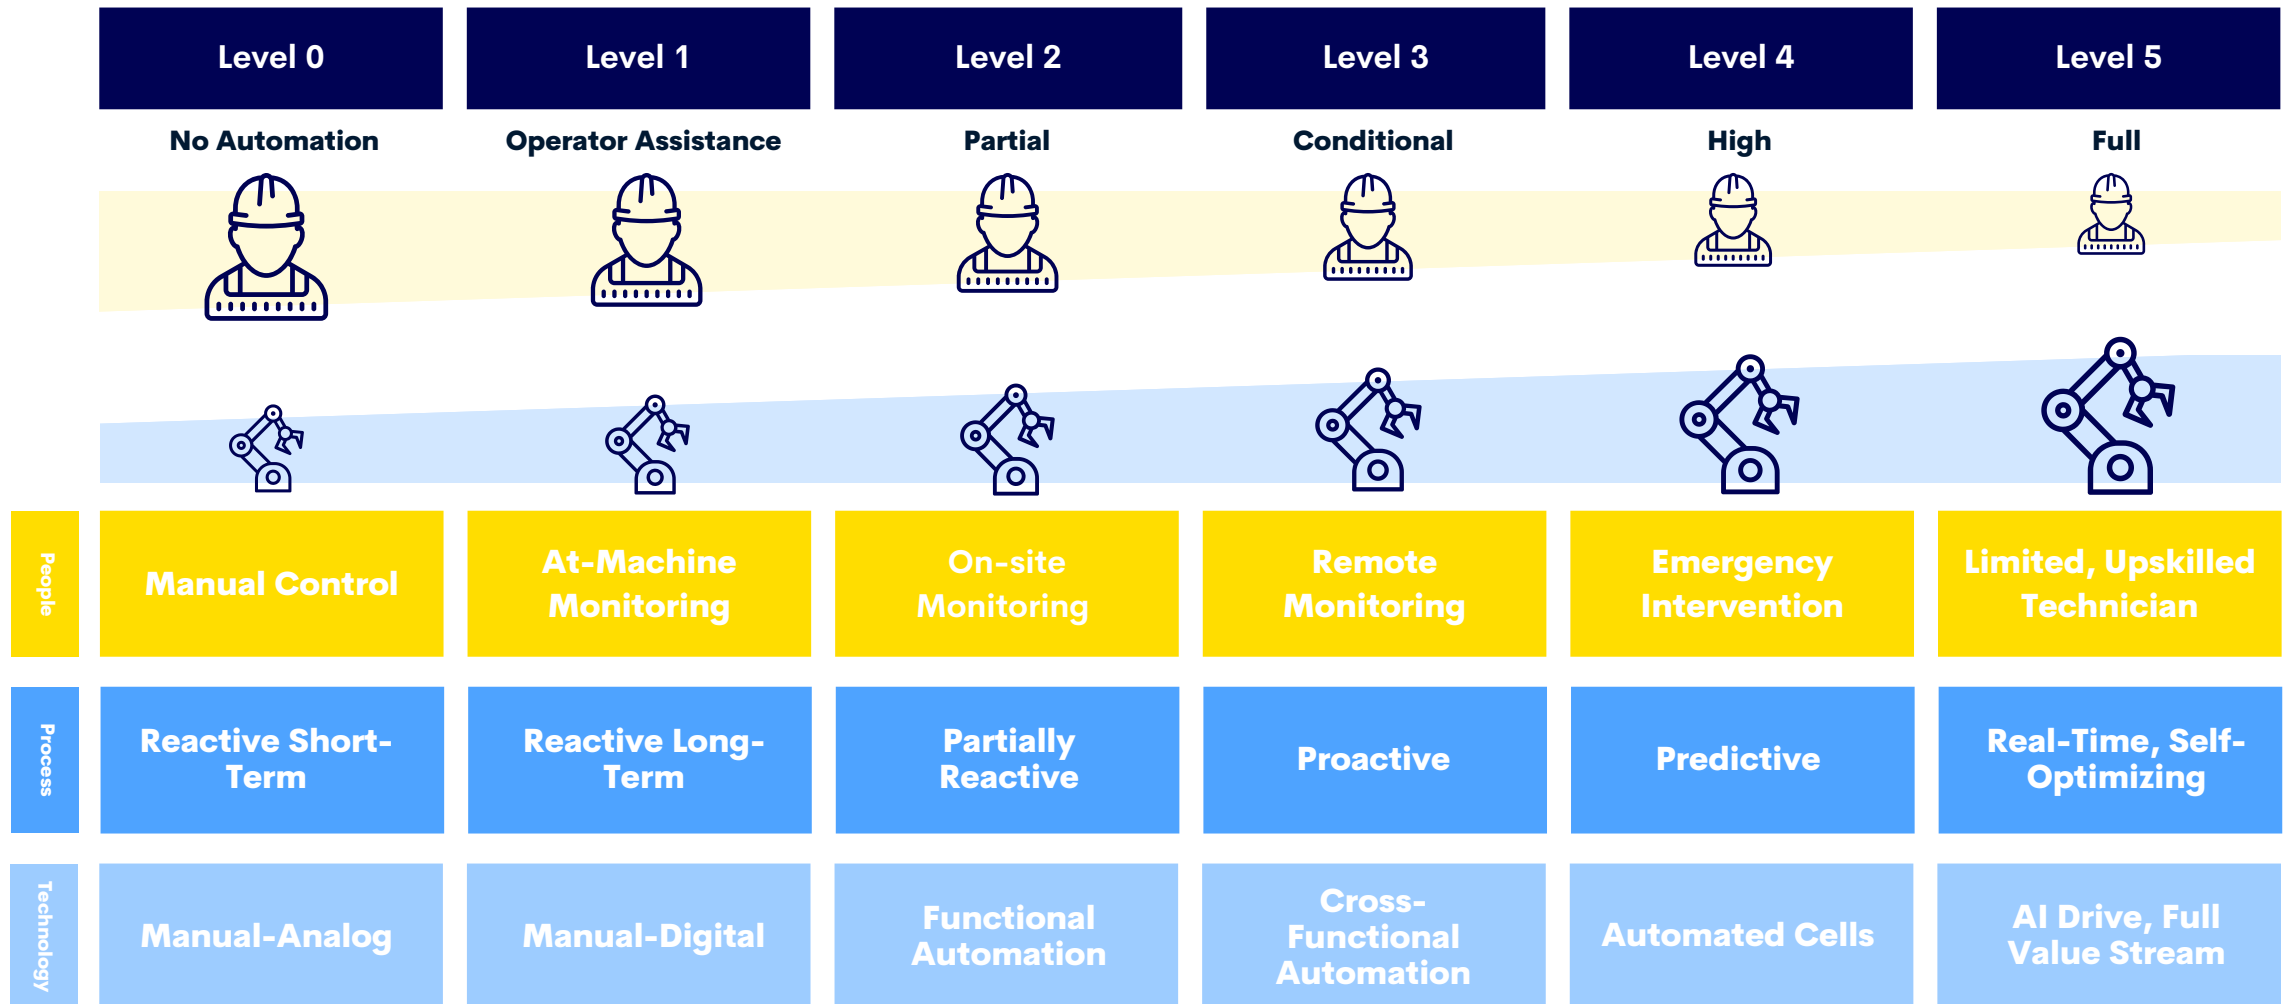 Level 0
Level 1
Level 2
Level 3
Level 4
Level 5
No Automation
Operator Assistance
Partial
Conditional
High
Full
People
Manual Control
At-Machine
Monitoring
On-site
Monitoring
Remote
Monitoring
Emergency
Intervention
Limited, Upskilled
Technician
Process
Reactive Short-
Term
Reactive Long-
Term
Partially
Reactive
Proactive
Predictive
Real-Time, Self-
Optimizing
Technology
Manual-Analog
Manual-Digital
Functional
Automation
Cross-
Functional
Automation
Automated Cells
AI Drive, Full
Value Stream